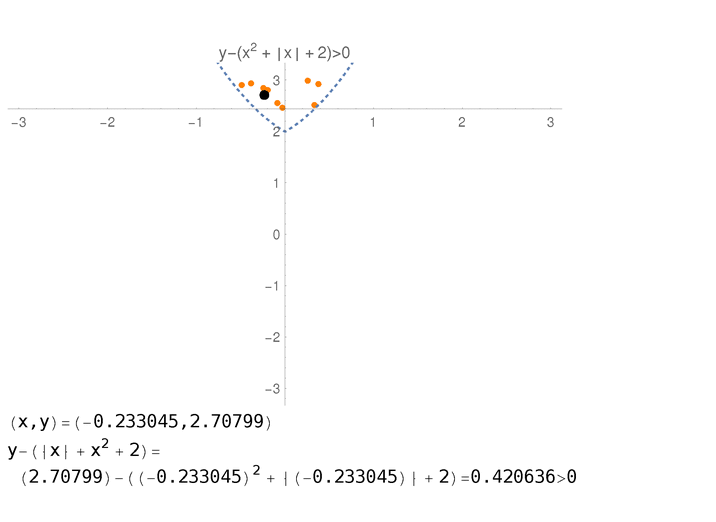 y−(x² + |x| + 2)>0
3
−3 −2 −1 1 2 3
2
1
0
−1
−2
−3
(x,y)=(−0.233045,2.70799)
y−(|x| + x² + 2)=
(2.70799)−((−0.233045)² + |(−0.233045)| + 2)=0.420636>0